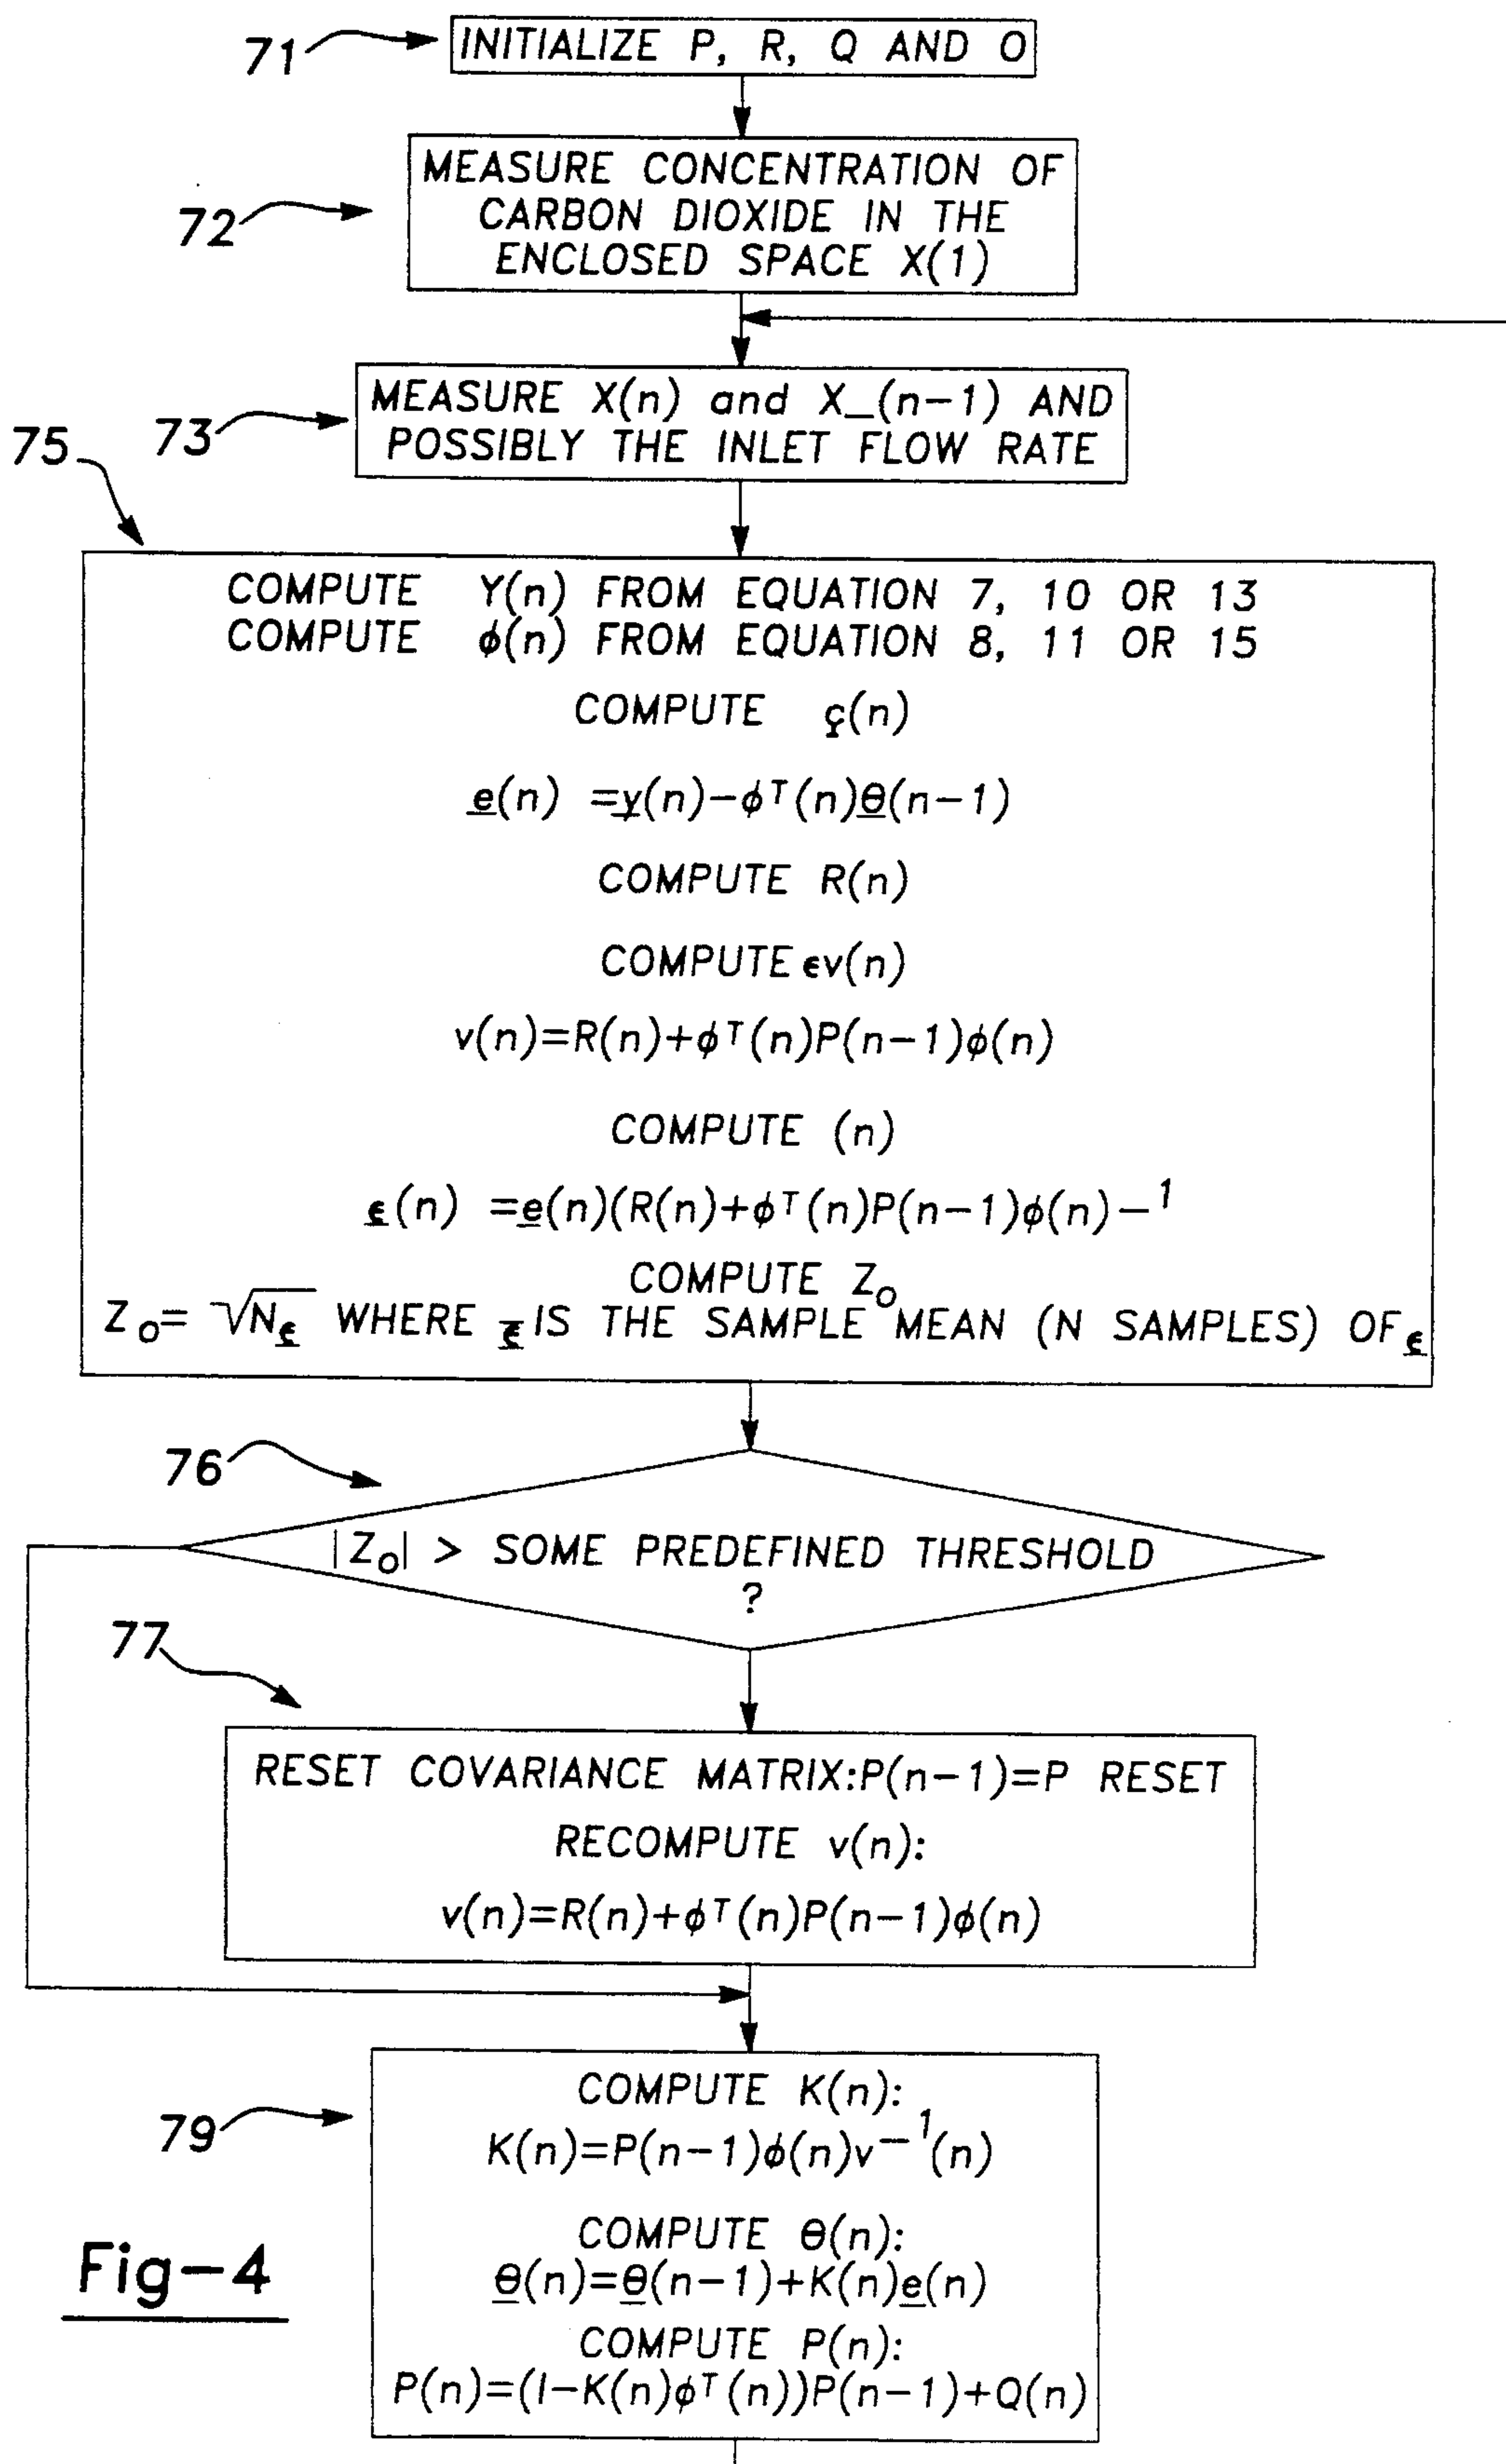 71
INITIALIZE P, R, Q AND O
72
MEASURE CONCENTRATION OF
CARBON DIOXIDE IN THE
ENCLOSED SPACE X(1)
73
MEASURE X(n) and X_(n-1) AND
POSSIBLY THE INLET FLOW RATE
75
COMPUTE Y(n) FROM EQUATION 7, 10 OR 13
COMPUTE ϕ(n) FROM EQUATION 8, 11 OR 15
COMPUTE ς(n)
e(n) =y(n)-ϕᵀ(n)θ(n-1)
COMPUTE R(n)
COMPUTE ϵv(n)
v(n)=R(n)+ϕᵀ(n)P(n-1)ϕ(n)
COMPUTE (n)
ϵ(n) =e(n)(R(n)+ϕᵀ(n)P(n-1)ϕ(n)-¹
COMPUTE Z₀
Z₀= √Nϵ WHERE ϵ̄ IS THE SAMPLE MEAN (N SAMPLES) OF ϵ
76
|Z₀| > SOME PREDEFINED THRESHOLD
?
77
RESET COVARIANCE MATRIX:P(n-1)=P RESET
RECOMPUTE v(n):
v(n)=R(n)+ϕᵀ(n)P(n-1)ϕ(n)
79
COMPUTE K(n):
K(n)=P(n-1)ϕ(n)v-¹(n)
COMPUTE θ(n):
θ(n)=θ(n-1)+K(n)e(n)
COMPUTE P(n):
P(n)=(I-K(n)ϕᵀ(n))P(n-1)+Q(n)
Fig-4